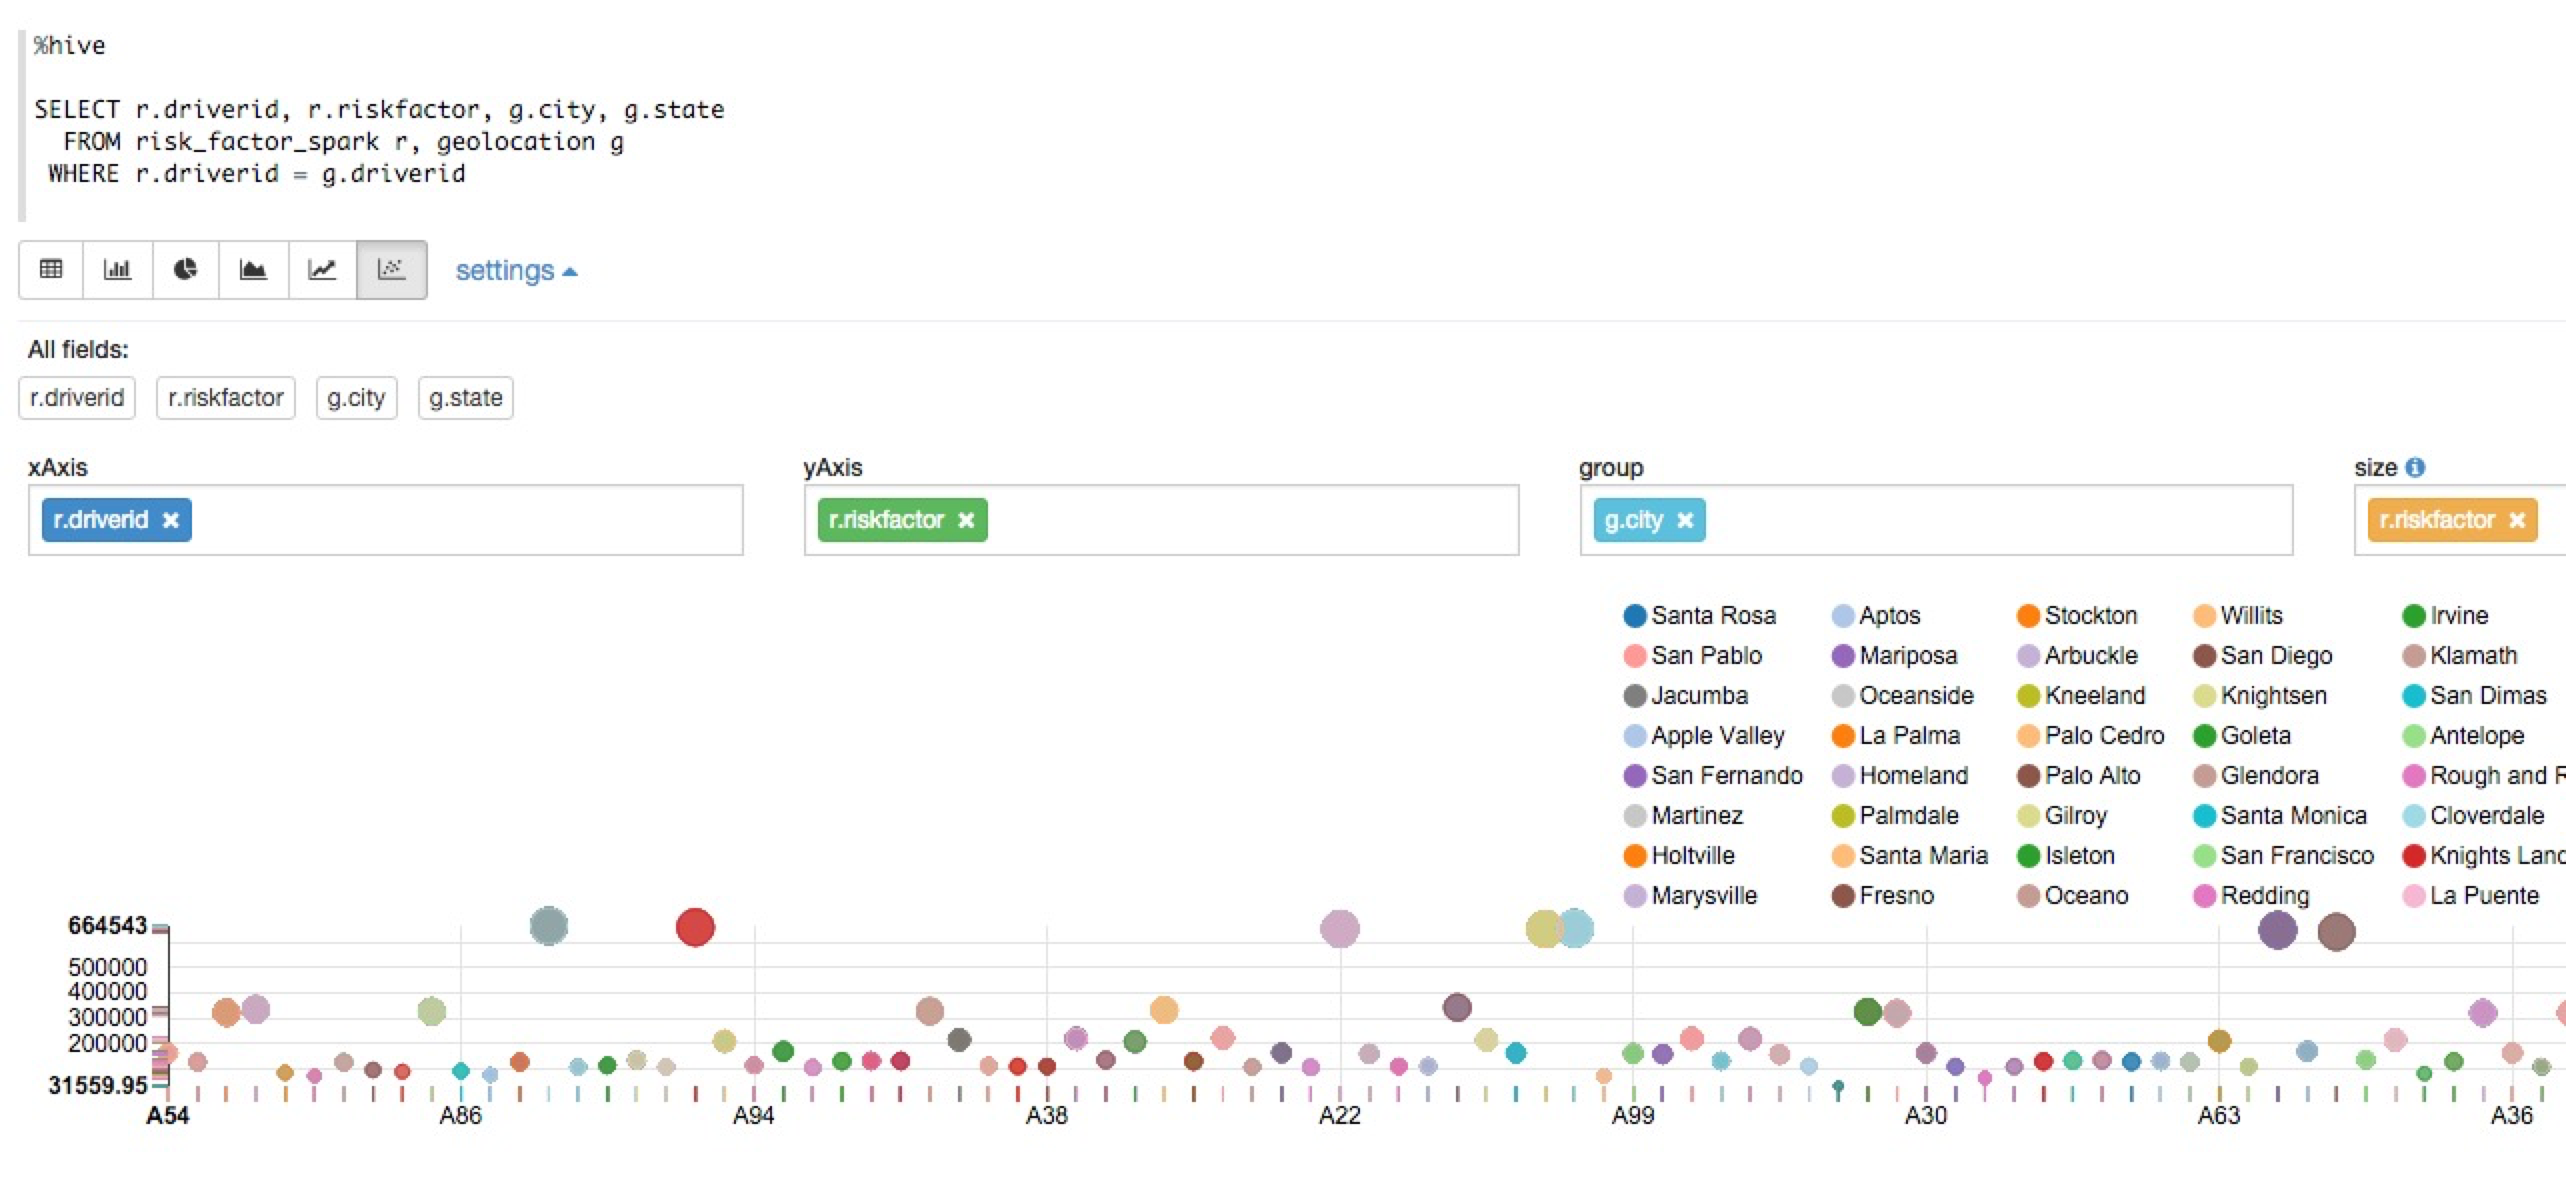 %hive
SELECT r.driverid, r.riskfactor, g.city, g.state
FROM risk_factor_spark r, geolocation g
WHERE r.driverid = g.driverid
settings
All fields:
r.driverid r.riskfactor g.city g.state
xAxis yAxis group size
r.driverid r.riskfactor g.city r.riskfactor
Santa Rosa Aptos Stockton Willits Irvine
San Pablo Mariposa Arbuckle San Diego Klamath
Jacumba Oceanside Kneeland Knightsen San Dimas
Apple Valley La Palma Palo Cedro Goleta Antelope
San Fernando Homeland Palo Alto Glendora Rough and
Martinez Palmdale Gilroy Santa Monica Cloverdale
Holtville Santa Maria Isleton San Francisco Knights
Marysville Fresno Oceano Redding La Puente
664543
500000
400000
300000
200000
31559.95
A54 A86 A94 A38 A22 A99 A30 A63 A36